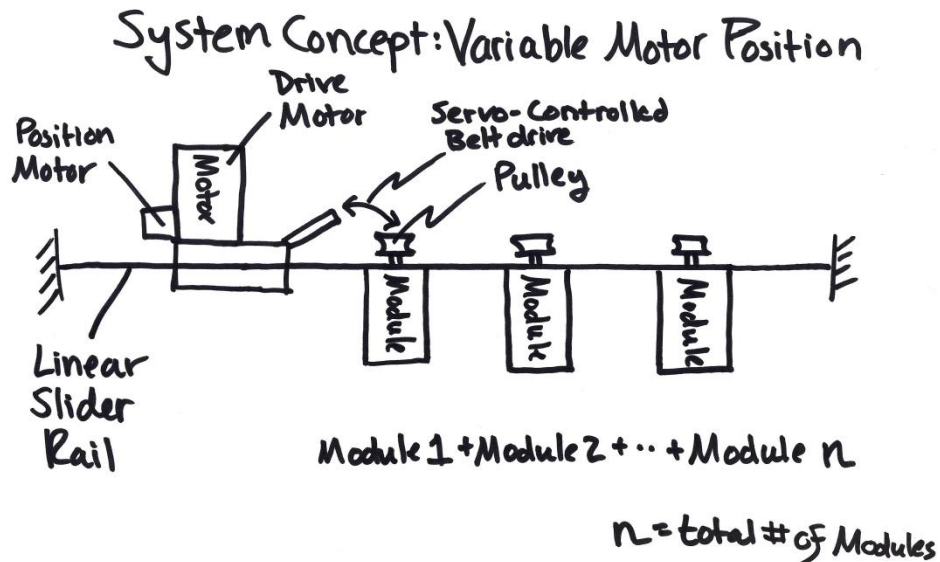 System Concept: Variable Motor Position
Drive
Motor
Servo-Controlled
Belt drive
Position
Motor
Motor
Pulley
Module
Module
Module
Linear
Slider
Rail
Module 1 + Module 2 + ·· + Module n
n = total # of Modules